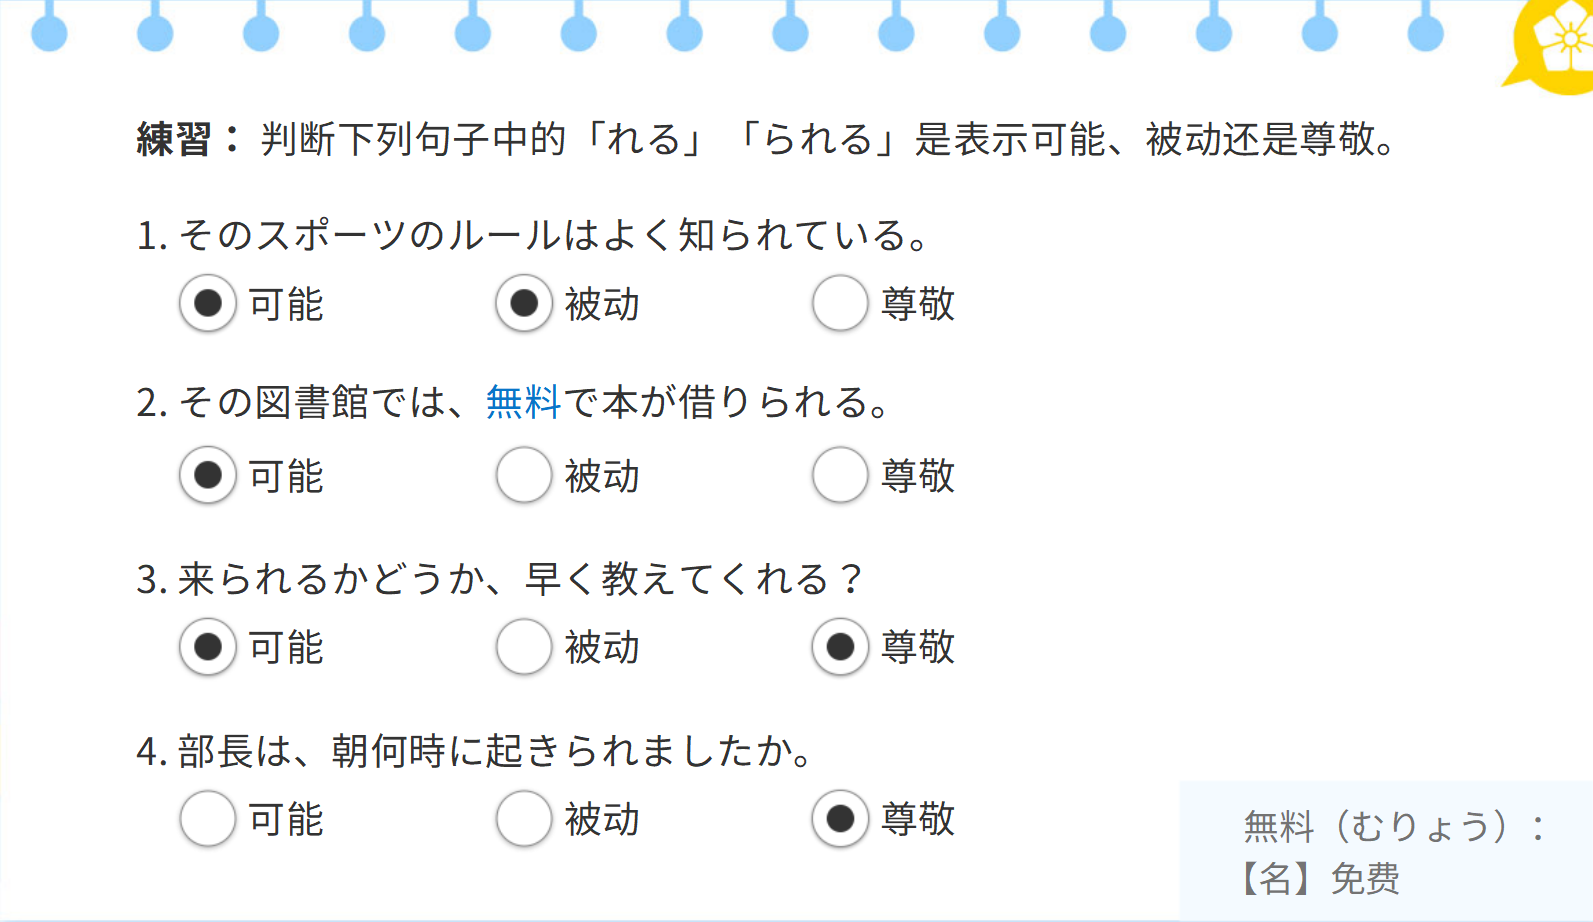 練習： 判断下列句子中的「れる」「られる」是表示可能、被动还是尊敬。
1. そのスポーツのルールはよく知られている。
可能 被动 尊敬
2. その図書館では、無料で本が借りられる。
可能 被动 尊敬
3. 来られるかどうか、早く教えてくれる？
可能 被动 尊敬
4. 部長は、朝何時に起きられましたか。
可能 被动 尊敬
無料（むりょう）：
【名】免费